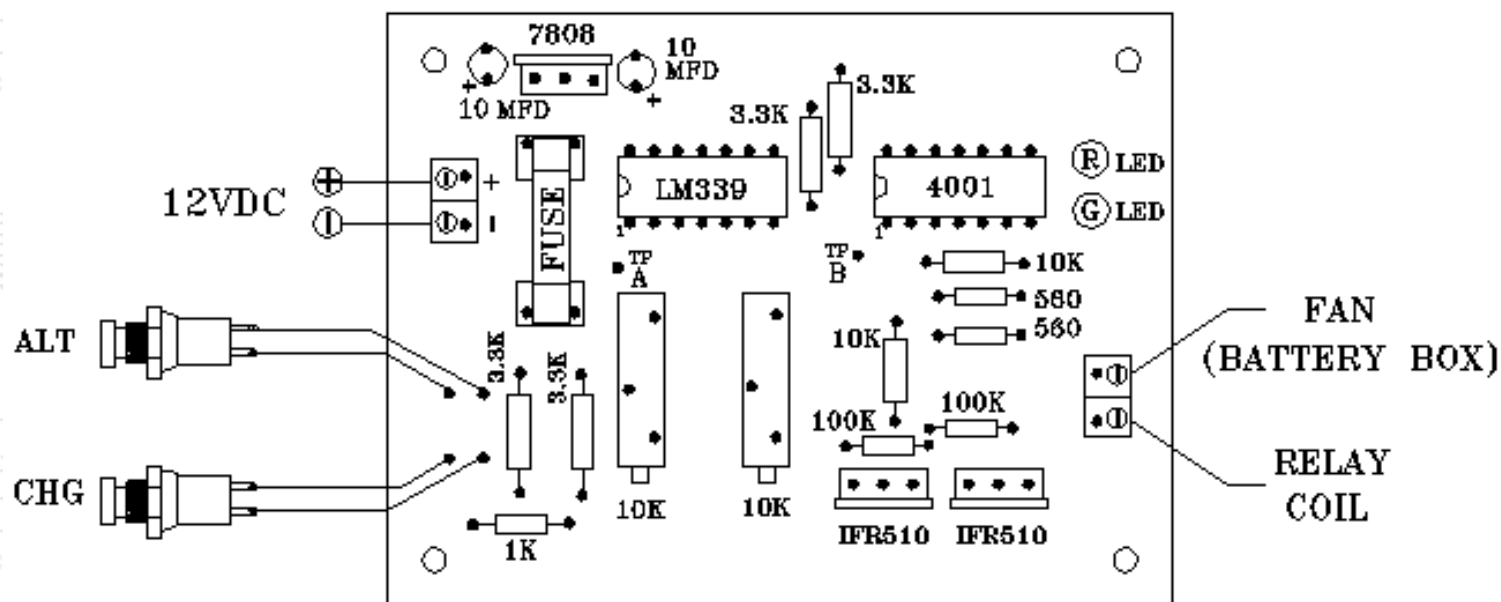 7808
10
MFD
10 MFD
+
+
3.3K
3.3K
12VDC
+
-
+
-
FUSE
LM339
1
4001
1
R LED
G LED
TP
A
TP
B
10K
560
560
10K
ALT
3.3K
3.3K
FAN
(BATTERY BOX)
100K
100K
CHG
10K
10K
1K
IFR510
IFR510
RELAY
COIL